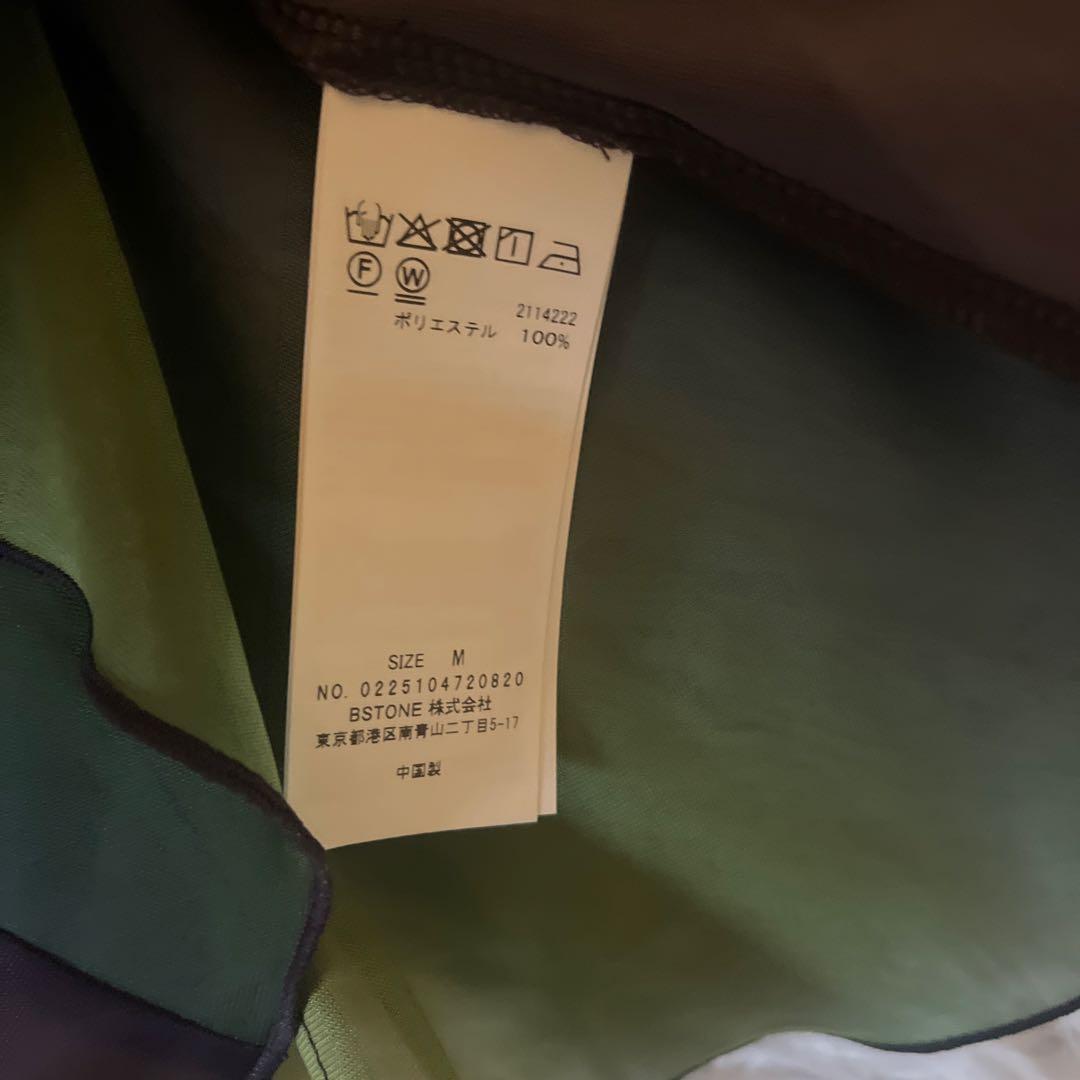 F W
2114222
ポリエステル 100%
SIZE M
NO. 0225104720820
BSTONE 株式会社
東京都港区南青山二丁目5-17
中国製